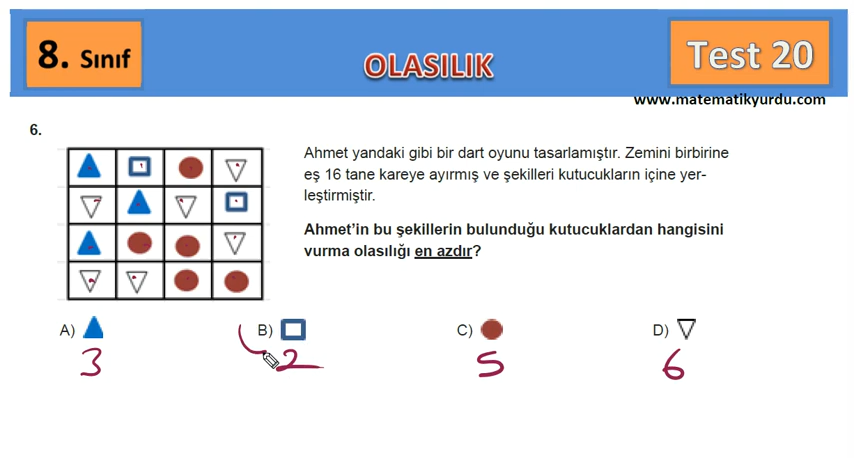 8. Sınıf
OLASILIK
Test 20
www.matematikyurdu.com
6.
Ahmet yandaki gibi bir dart oyunu tasarlamıştır. Zemini birbirine
eş 16 tane kareye ayırmış ve şekilleri kutucukların içine yer-
leştirmiştir.
Ahmet'in bu şekillerin bulunduğu kutucuklardan hangisini
vurma olasılığı en azdır?
A) B) C) D)
3 2 5 6